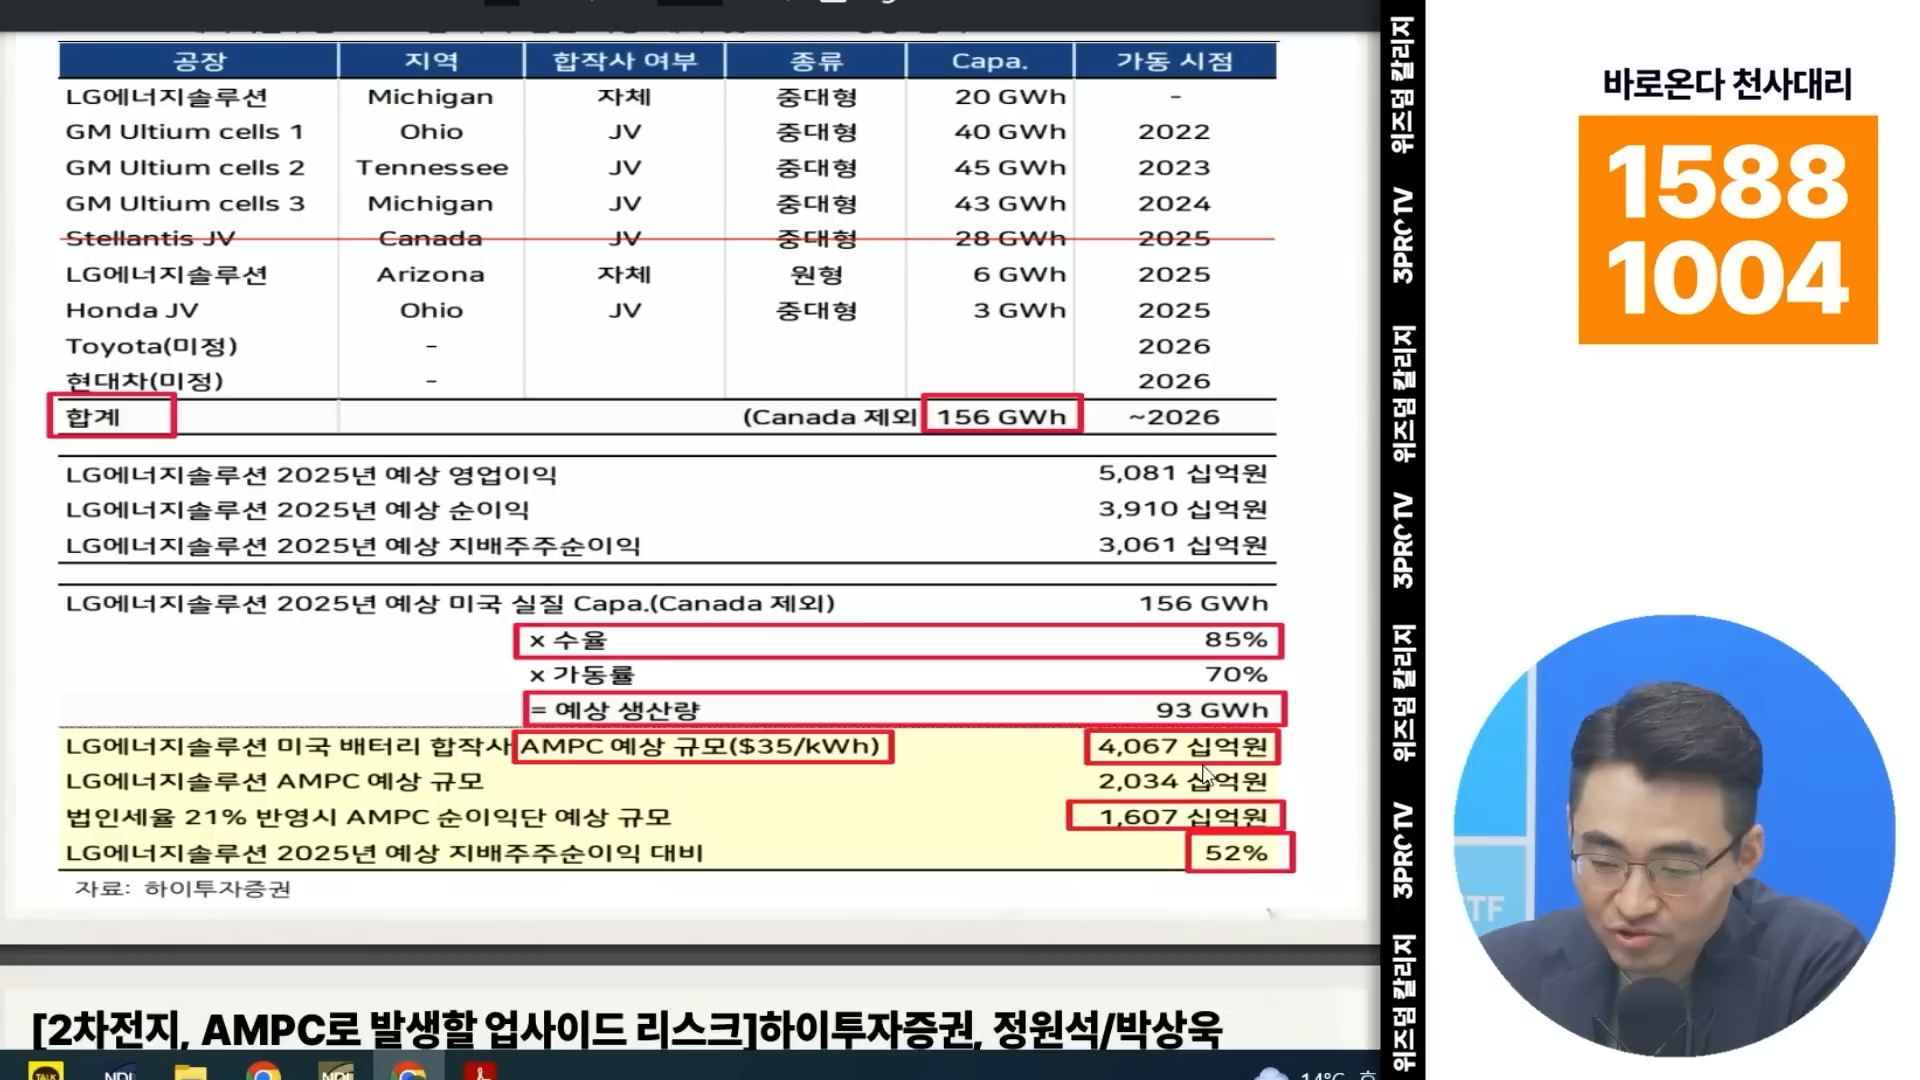 공장 지역 합작사 여부 종류 Capa. 가동 시점
LG에너지솔루션 Michigan 자체 중대형 20 GWh -
GM Ultium cells 1 Ohio JV 중대형 40 GWh 2022
GM Ultium cells 2 Tennessee JV 중대형 45 GWh 2023
GM Ultium cells 3 Michigan JV 중대형 43 GWh 2024
Stellantis JV Canada JV 중대형 28 GWh 2025
LG에너지솔루션 Arizona 자체 원형 6 GWh 2025
Honda JV Ohio JV 중대형 3 GWh 2025
Toyota(미정) - 2026
현대차(미정) - 2026
합계 (Canada 제외 156 GWh ~2026
LG에너지솔루션 2025년 예상 영업이익 5,081 십억원
LG에너지솔루션 2025년 예상 순이익 3,910 십억원
LG에너지솔루션 2025년 예상 지배주주순이익 3,061 십억원
LG에너지솔루션 2025년 예상 미국 실질 Capa.(Canada 제외) 156 GWh
x 수율 85%
x 가동률 70%
= 예상 생산량 93 GWh
LG에너지솔루션 미국 배터리 합작사 AMPC 예상 규모($35/kWh) 4,067 십억원
LG에너지솔루션 AMPC 예상 규모 2,034 십억원
법인세율 21% 반영시 AMPC 순이익단 예상 규모 1,607 십억원
LG에너지솔루션 2025년 예상 지배주주순이익 대비 52%
자료: 하이투자증권
[2차전지, AMPC로 발생할 업사이드 리스크]하이투자증권, 정원석/박상욱
TALK
14°C
위즈덤 칼리지
3PROTV
위즈덤 칼리지
3PROTV
위즈덤 칼리지
3PROTV
위즈덤 칼리지
바로온다 천사대리
1588
1004
TF